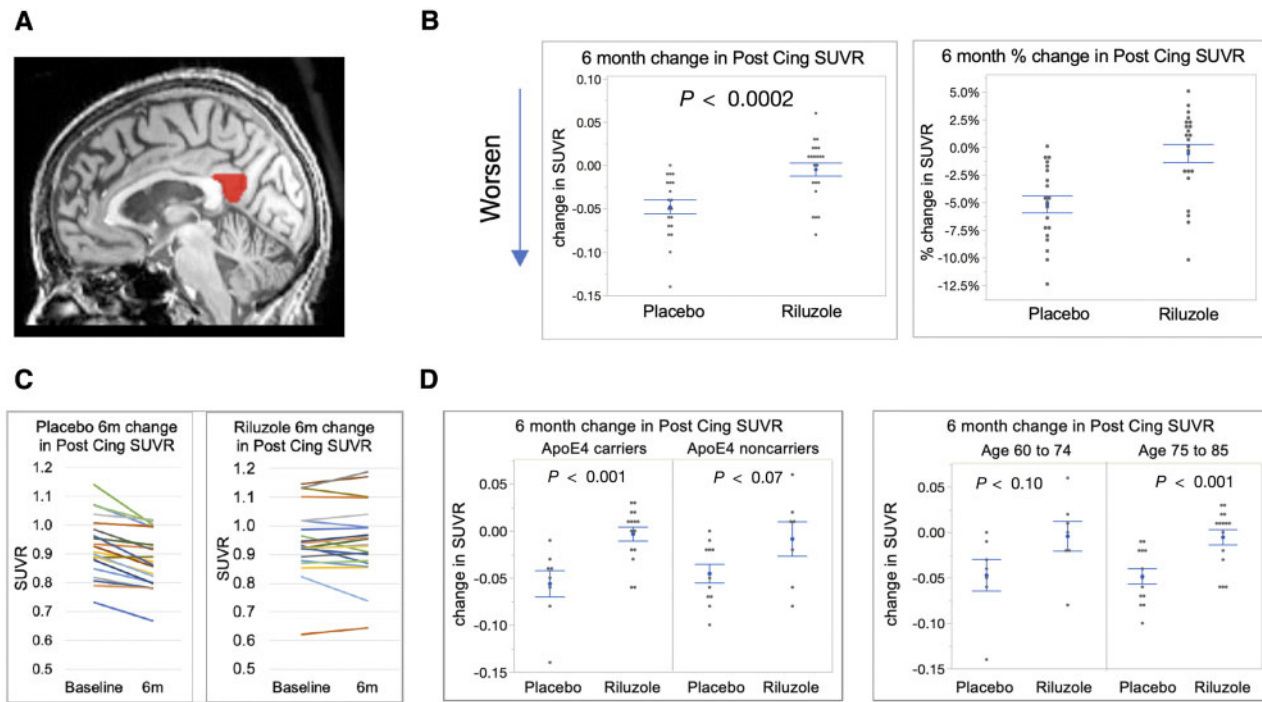 A
B
Worsen
6 month change in Post Cing SUVR
P < 0.0002
change in SUVR
0.10
0.05
0.00
-0.05
-0.10
-0.15
Placebo Riluzole
6 month % change in Post Cing SUVR
% change in SUVR
5.0%
2.5%
0.0%
-2.5%
-5.0%
-7.5%
-10.0%
-12.5%
Placebo Riluzole
C
Placebo 6m change
in Post Cing SUVR
SUVR
1.2
1.1
1.0
0.9
0.8
0.7
0.6
0.5
Baseline 6m
Riluzole 6m change
in Post Cing SUVR
SUVR
1.2
1.1
1.0
0.9
0.8
0.7
0.6
0.5
Baseline 6m
D
6 month change in Post Cing SUVR
ApoE4 carriers ApoE4 noncarriers
P < 0.001 P < 0.07
change in SUVR
0.05
0.00
-0.05
-0.10
-0.15
Placebo Riluzole Placebo Riluzole
6 month change in Post Cing SUVR
Age 60 to 74 Age 75 to 85
P < 0.10 P < 0.001
change in SUVR
0.05
0.00
-0.05
-0.10
-0.15
Placebo Riluzole Placebo Riluzole